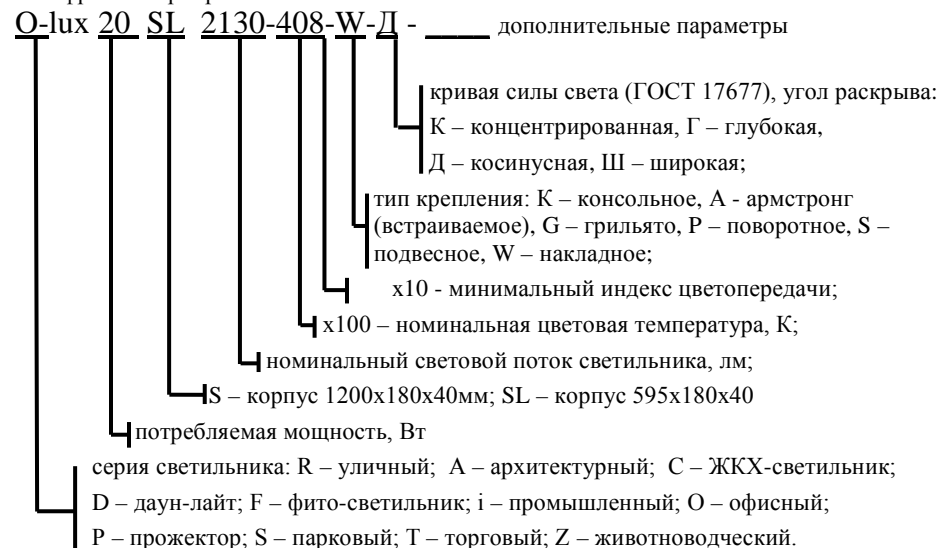 O-lux 20 SL 2130-408-W-Д - _____ дополнительные параметры
кривая силы света (ГОСТ 17677), угол раскрыва:
К – концентрированная, Г – глубокая,
Д – косинусная, Ш – широкая;
тип крепления: К – консольное, А - армстронг
(встраиваемое), G – грильято, P – поворотное, S –
подвесное, W – накладное;
х10 - минимальный индекс цветопередачи;
х100 – номинальная цветовая температура, К;
номинальный световой поток светильника, лм;
S – корпус 1200х180х40мм; SL – корпус 595х180х40
потребляемая мощность, Вт
серия светильника: R – уличный; A – архитектурный; C – ЖКХ-светильник;
D – даун-лайт; F – фито-светильник; i – промышленный; O – офисный;
P – прожектор; S – парковый; T – торговый; Z – животноводческий.